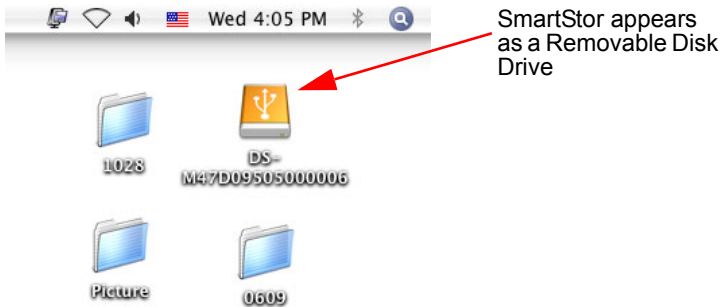 Wed 4:05 PM
SmartStor appears
as a Removable Disk
Drive
1028
DS-
M47D09505000006
Picture
0609